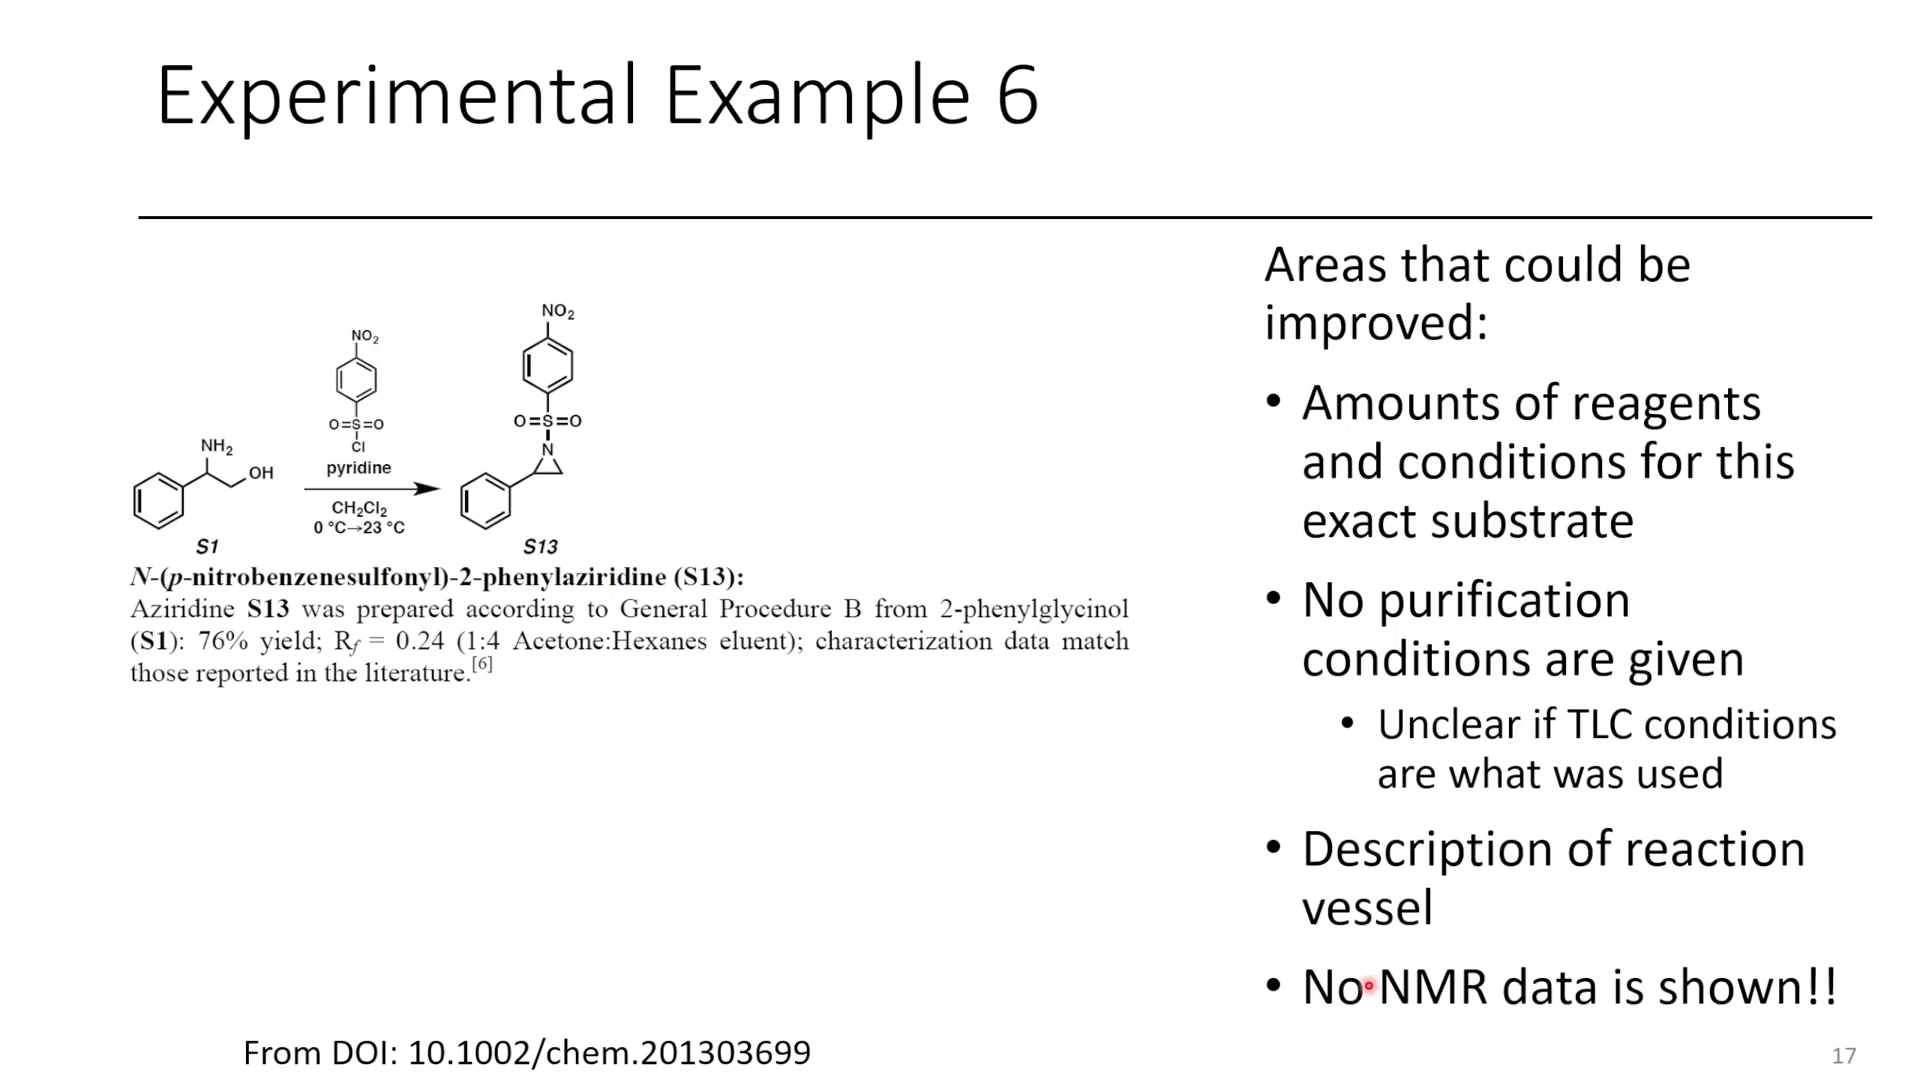 Experimental Example 6
NO₂
NO₂
O=S=O
Cl
O=S=O
N
NH₂
OH
pyridine
CH₂Cl₂
0 °C→23 °C
S1
S13
N-(p-nitrobenzenesulfonyl)-2-phenylaziridine (S13):
Aziridine S13 was prepared according to General Procedure B from 2-phenylglycinol
(S1): 76% yield; Rf = 0.24 (1:4 Acetone:Hexanes eluent); characterization data match
those reported in the literature.[6]
Areas that could be
improved:
• Amounts of reagents
and conditions for this
exact substrate
• No purification
conditions are given
• Unclear if TLC conditions
are what was used
• Description of reaction
vessel
• No NMR data is shown!!
From DOI: 10.1002/chem.201303699
17